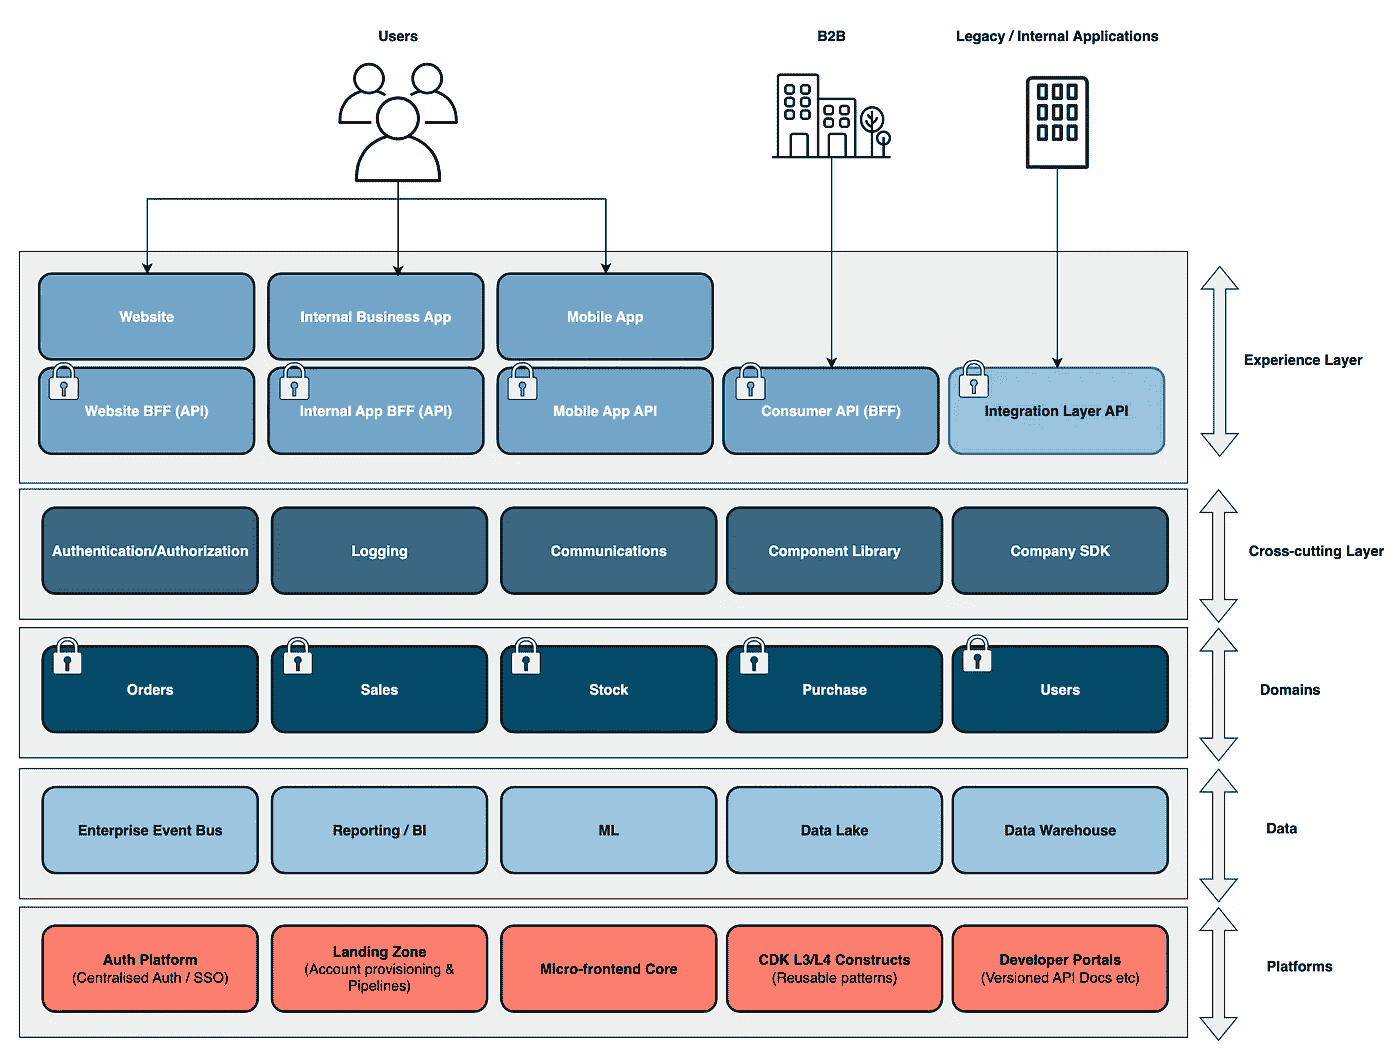 Users
B2B
Legacy / Internal Applications
Website
Internal Business App
Mobile App
Experience Layer
Website BFF (API)
Internal App BFF (API)
Mobile App API
Consumer API (BFF)
Integration Layer API
Authentication/Authorization
Logging
Communications
Component Library
Company SDK
Cross-cutting Layer
Orders
Sales
Stock
Purchase
Users
Domains
Enterprise Event Bus
Reporting / BI
ML
Data Lake
Data Warehouse
Data
Auth Platform
(Centralised Auth / SSO)
Landing Zone
(Account provisioning &
Pipelines)
Micro-frontend Core
CDK L3/L4 Constructs
(Reusable patterns)
Developer Portals
(Versioned API Docs etc)
Platforms